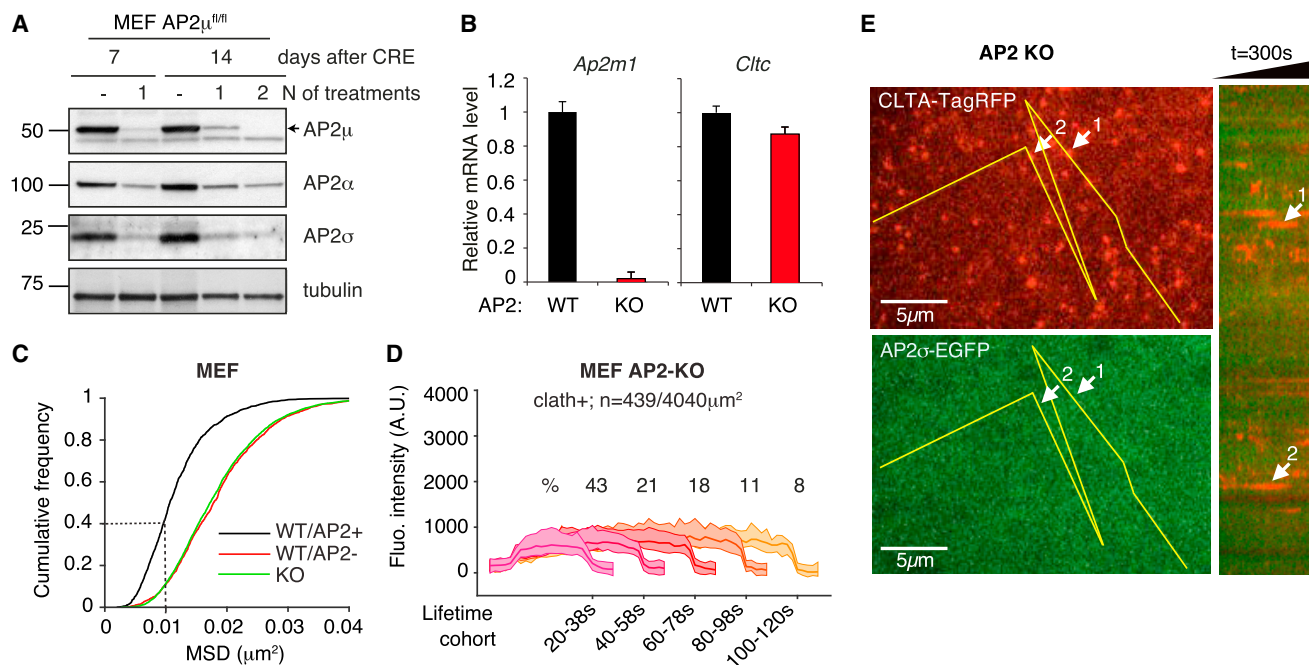 A
MEF AP2μfl/fl
7 14 days after CRE
- 1 - 1 2 N of treatments
50 AP2μ
100 AP2α
25 AP2σ
75 tubulin
B
Ap2m1 Cltc
Relative mRNA level
1.2
1
0.8
0.6
0.4
0.2
0
AP2: WT KO WT KO
C
MEF
Cumulative frequency
1
0.8
0.6
0.4
0.2
0
WT/AP2+
WT/AP2-
KO
0 0.01 0.02 0.03 0.04
MSD (μm²)
D
MEF AP2-KO
clath+; n=439/4040μm²
Fluo. intensity (A.U.)
4000
3000
2000
1000
0
% 43 21 18 11 8
Lifetime cohort
20-38s
40-58s
60-78s
80-98s
100-120s
E
AP2 KO
t=300s
CLTA-TagRFP
2 1
5μm
AP2σ-EGFP
2 1
5μm
1
2